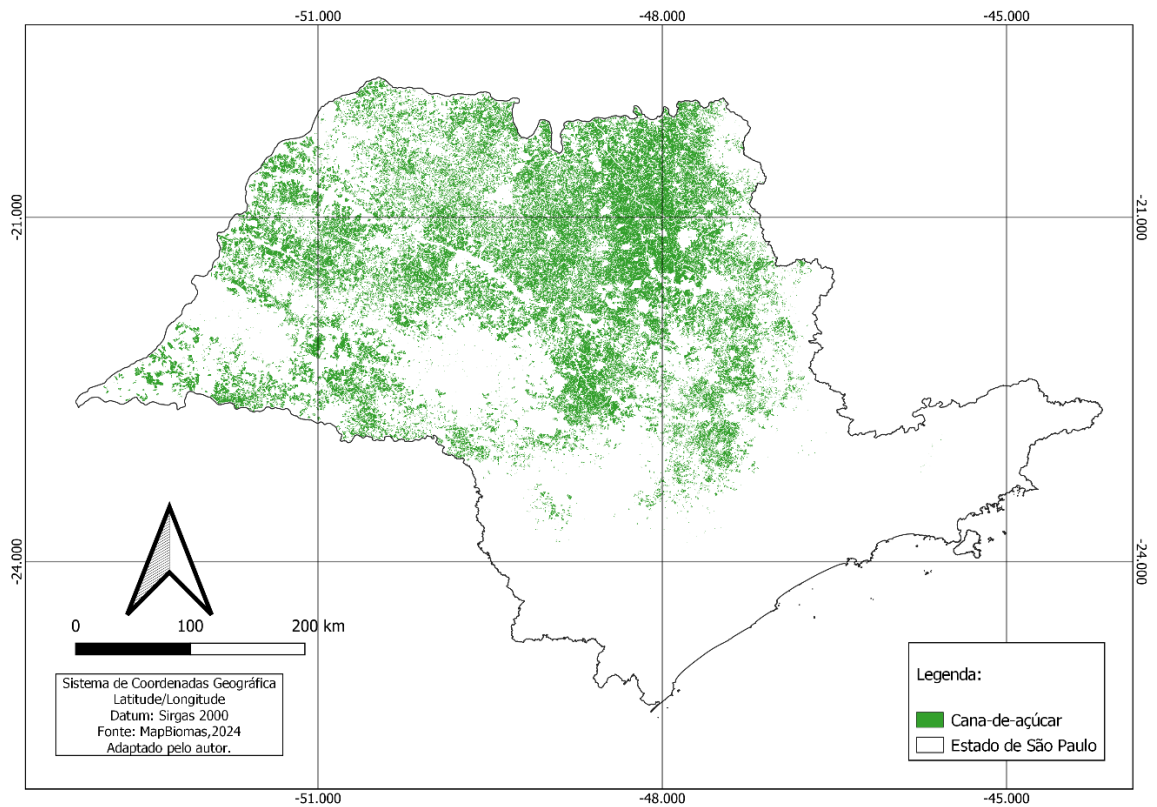 -51.000
-48.000
-45.000
-21.000
-21.000
-24.000
-24.000
0
100
200 km
Sistema de Coordenadas Geográfica
Latitude/Longitude
Datum: Sirgas 2000
Fonte: MapBiomas,2024
Adaptado pelo autor.
Legenda:
Cana-de-açúcar
Estado de São Paulo
-51.000
-48.000
-45.000